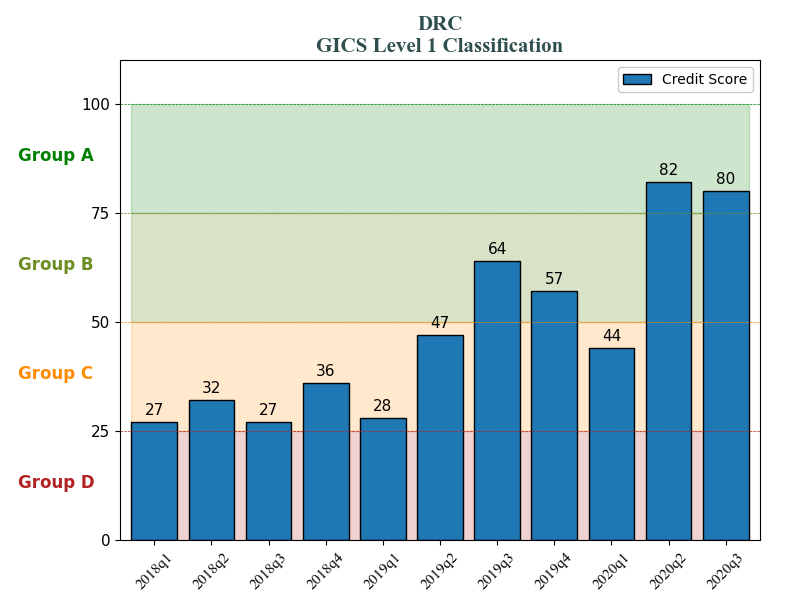 DRC
GICS Level 1 Classification
Credit Score
100
Group A
82
80
75
64
Group B
57
50
47
44
36
Group C
32
28
27
27
25
Group D
0
2018q1 2018q2 2018q3 2018q4 2019q1 2019q2 2019q3 2019q4 2020q1 2020q2 2020q3